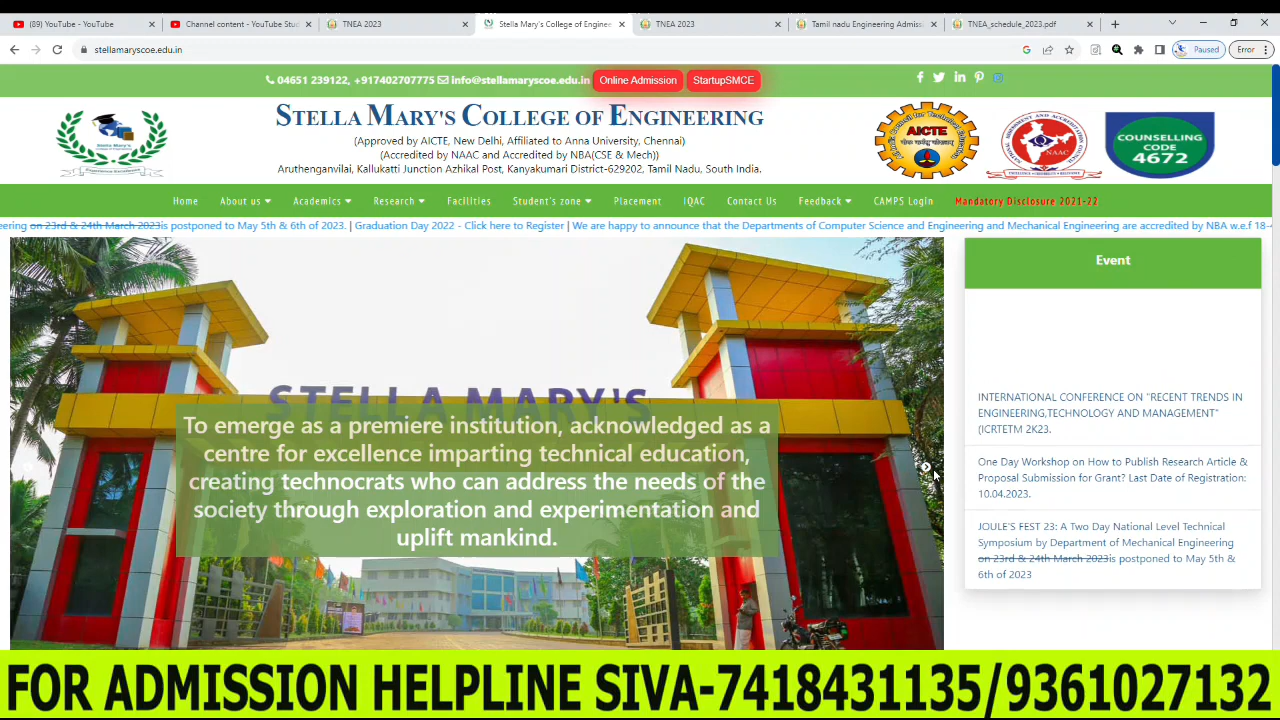 (89) YouTube - YouTube
Channel content - YouTube Stu
TNEA 2023
Stella Mary's College of Enginee
TNEA 2023
Tamil nadu Engineering Admiss
TNEA_schedule_2023.pdf
stellamaryscoe.edu.in
Paused
Error
04651 239122, +917402707775 info@stellamaryscoe.edu.in Online Admission StartupSMCE
STELLA MARY'S COLLEGE OF ENGINEERING
(Approved by AICTE, New Delhi, Affiliated to Anna University, Chennai)
(Accredited by NAAC and Accredited by NBA(CSE & Mech))
Aruthenganvilai, Kallukatti Junction Azhikal Post, Kanyakumari District-629202, Tamil Nadu, South India.
AICTE
NAAC
COUNSELLING
CODE
4672
Home About us Academics Research Facilities Student's zone Placement IQAC Contact Us Feedback CAMPS Login Mandatory Disclosure 2021-22
eering on 23rd & 24th March 2023is postponed to May 5th & 6th of 2023. | Graduation Day 2022 - Click here to Register | We are happy to announce that the Departments of Computer Science and Engineering and Mechanical Engineering are accredited by NBA w.e.f 18-
Event
STELLA MARY'S
To emerge as a premiere institution, acknowledged as a
centre for excellence imparting technical education,
creating technocrats who can address the needs of the
society through exploration and experimentation and
uplift mankind.
INTERNATIONAL CONFERENCE ON "RECENT TRENDS IN
ENGINEERING,TECHNOLOGY AND MANAGEMENT"
(ICRTETM 2K23.
One Day Workshop on How to Publish Research Article &
Proposal Submission for Grant? Last Date of Registration:
10.04.2023.
JOULE'S FEST 23: A Two Day National Level Technical
Symposium by Department of Mechanical Engineering
on 23rd & 24th March 2023is postponed to May 5th &
6th of 2023
FOR ADMISSION HELPLINE SIVA-7418431135/9361027132